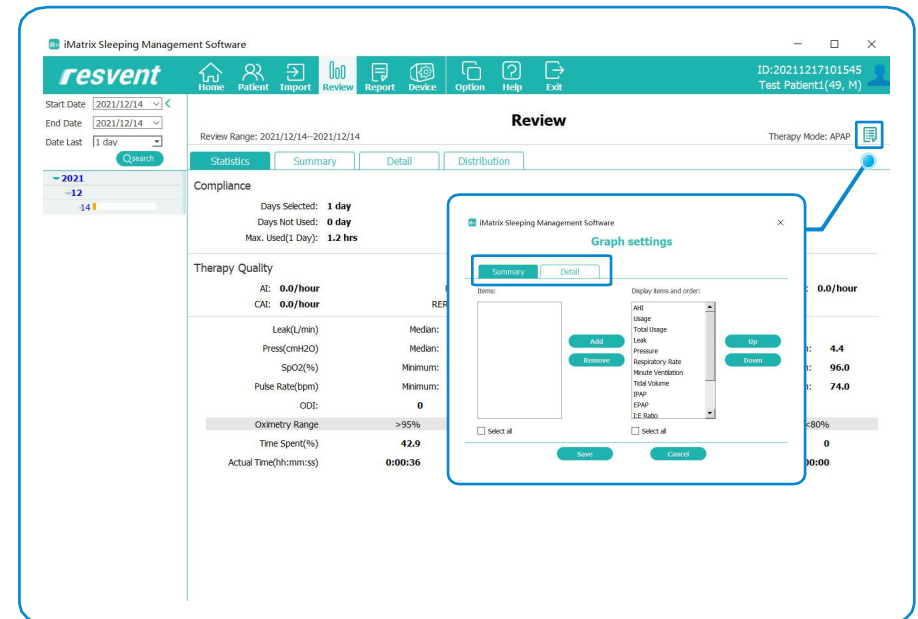 iMatrix Sleeping Management Software
resvent
Home Patient Import Review Report Device Option Help Exit
ID:20211217101545
Test Patient1(49, M)
Start Date 2021/12/14
End Date 2021/12/14
Date Last 1 day
search
2021
12
14
Review
Review Range: 2021/12/14--2021/12/14
Therapy Mode: APAP
Statistics Summary Detail Distribution
Compliance
Days Selected: 1 day
Days Not Used: 0 day
Max. Used(1 Day): 1.2 hrs
Therapy Quality
AI: 0.0/hour
0.0/hour
CAI: 0.0/hour
RER
Leak(L/min) Median:
Press(cmH2O) Median:
4.4
SpO2(%) Minimum:
96.0
Pulse Rate(bpm) Minimum:
74.0
ODI: 0
Oximetry Range >95%
<80%
Time Spent(%) 42.9
0
Actual Time(hh:mm:ss) 0:00:36
00:00
iMatrix Sleeping Management Software
Graph settings
Summary Detail
Items:
Display items and order:
AHI
Usage
Total Usage
Leak
Pressure
Respiratory Rate
Minute Ventilation
Tidal Volume
IPAP
EPAP
I:E Ratio
Add
Remove
Up
Down
Select all
Select all
Save Cancel